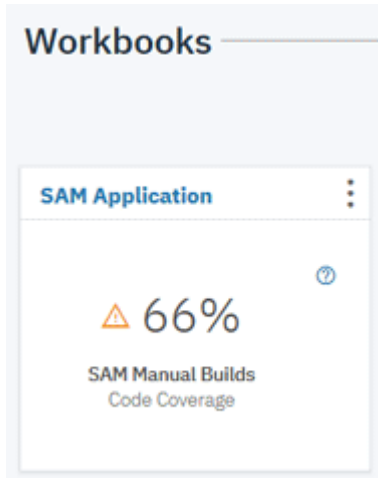 Workbooks
SAM Application
66%
SAM Manual Builds
Code Coverage